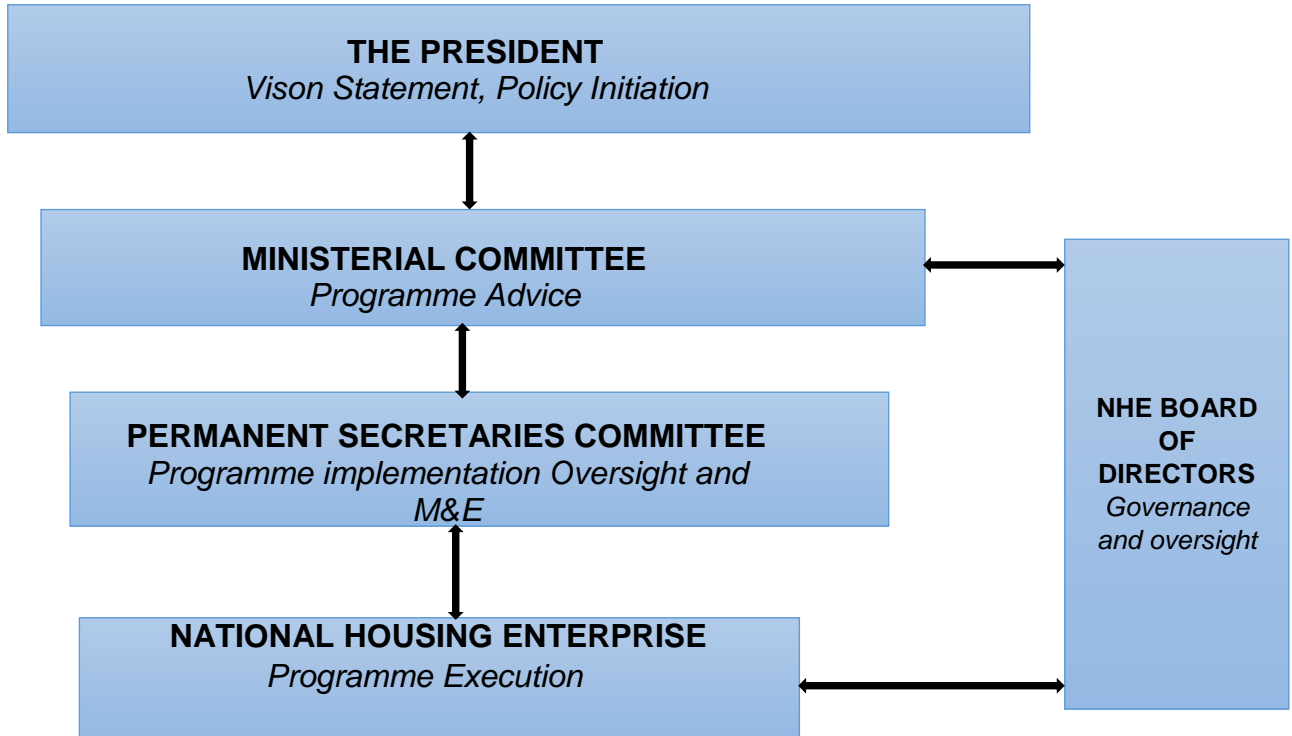 THE PRESIDENT
Vison Statement, Policy Initiation
MINISTERIAL COMMITTEE
Programme Advice
PERMANENT SECRETARIES COMMITTEE
Programme implementation Oversight and
M&E
NATIONAL HOUSING ENTERPRISE
Programme Execution
NHE BOARD
OF
DIRECTORS
Governance
and oversight